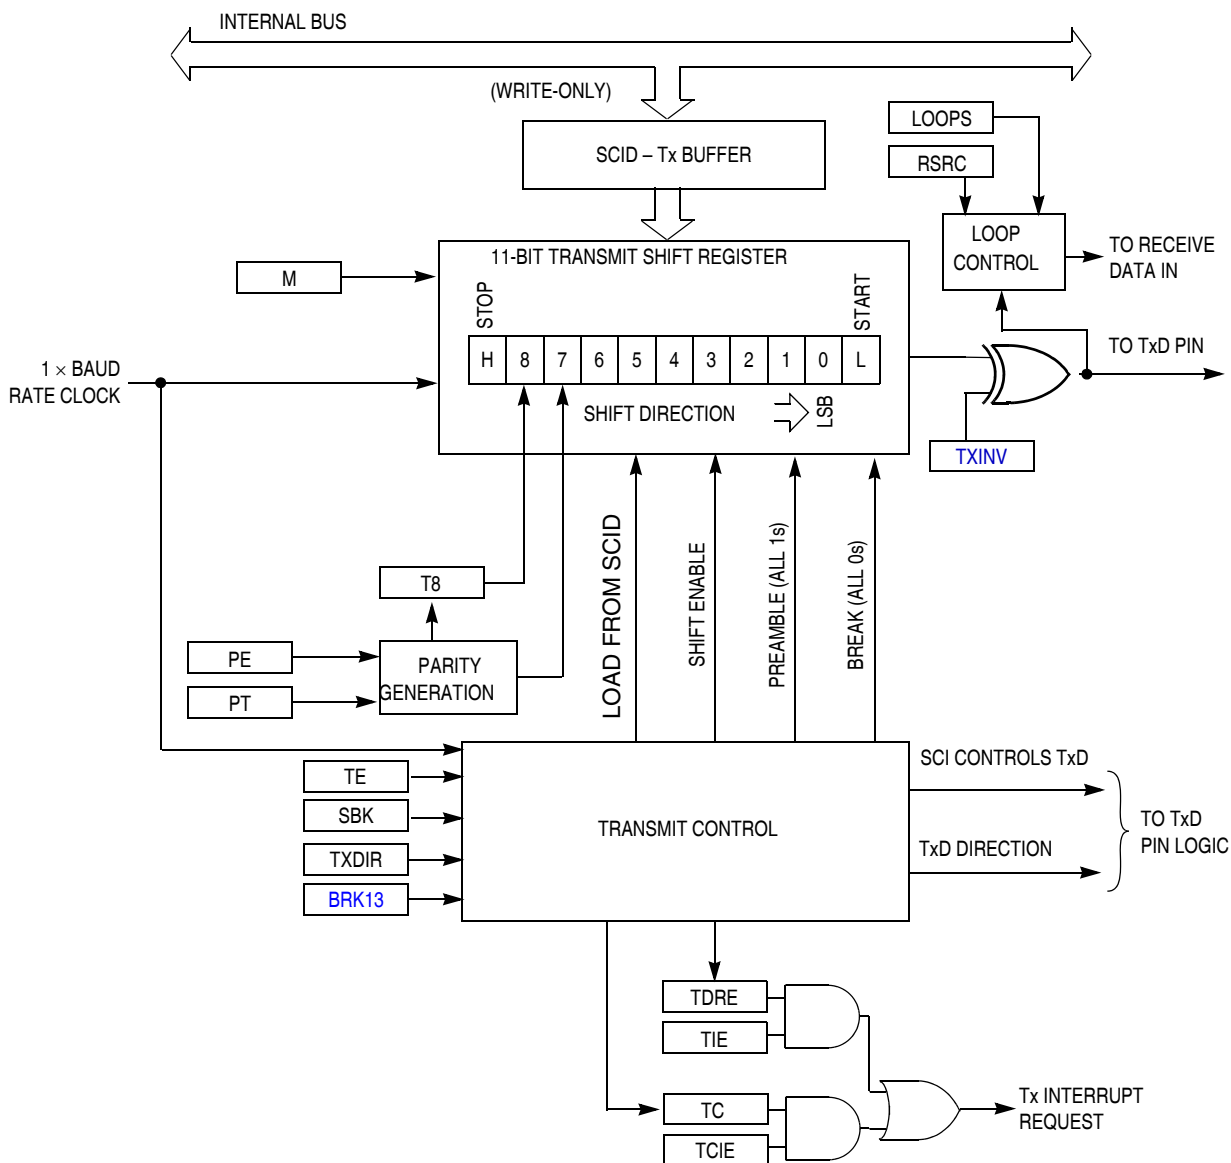 INTERNAL BUS
(WRITE-ONLY)
SCID – Tx BUFFER
LOOPS
RSRC
LOOP
CONTROL
TO RECEIVE
DATA IN
11-BIT TRANSMIT SHIFT REGISTER
M
STOP
START
H 8 7 6 5 4 3 2 1 0 L
1 × BAUD
RATE CLOCK
TO TxD PIN
SHIFT DIRECTION
LSB
TXINV
LOAD FROM SCID
SHIFT ENABLE
PREAMBLE (ALL 1s)
BREAK (ALL 0s)
T8
PE
PT
PARITY
GENERATION
TE
SBK
TXDIR
BRK13
TRANSMIT CONTROL
SCI CONTROLS TxD
TxD DIRECTION
TO TxD
PIN LOGIC
TDRE
TIE
TC
TCIE
Tx INTERRUPT
REQUEST